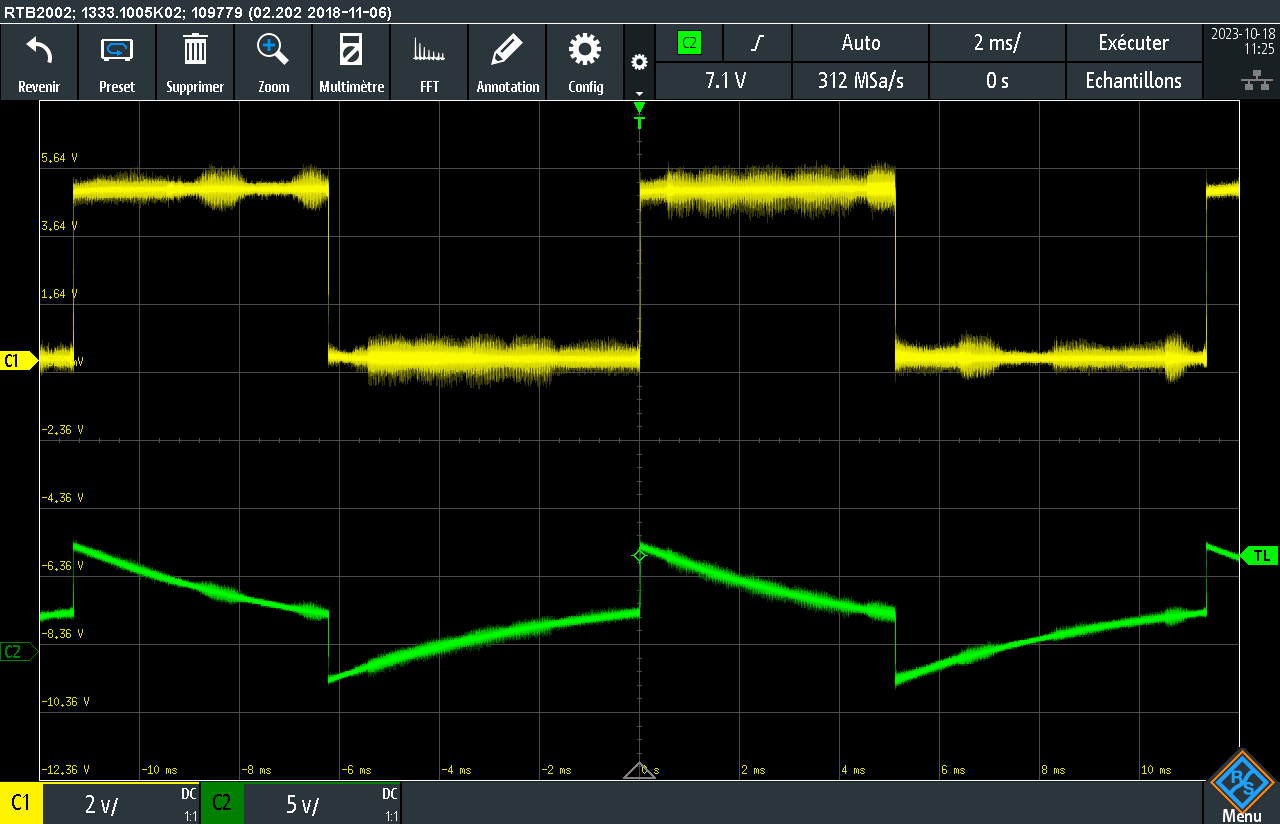 RTB2002; 1333.1005K02; 109779 (02.202 2018-11-06)
Revenir
Preset
Supprimer
Zoom
Multimètre
FFT
Annotation
Config
C2
Auto
2 ms/
Exécuter
2023-10-18
11:25
7.1 V
312 MSa/s
0 s
Echantillons
T
5.64 V
3.64 V
1.64 V
C1
mV
-2.36 V
-4.36 V
-6.36 V
TL
-8.36 V
C2
-10.36 V
-12.36 V
-10 ms
-8 ms
-6 ms
-4 ms
-2 ms
0 s
2 ms
4 ms
6 ms
8 ms
10 ms
C1
2 V/
DC
1:1
C2
5 V/
DC
1:1
R S
Menu